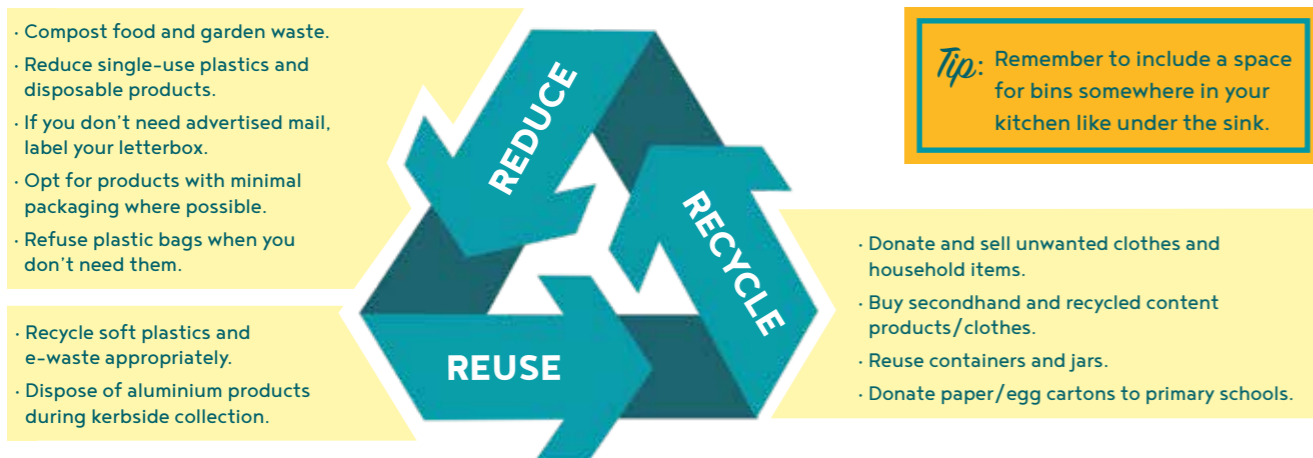 · Compost food and garden waste.
· Reduce single-use plastics and
disposable products.
· If you don't need advertised mail,
label your letterbox.
· Opt for products with minimal
packaging where possible.
· Refuse plastic bags when you
don't need them.
REDUCE
Tip: Remember to include a space
for bins somewhere in your
kitchen like under the sink.
RECYCLE
· Donate and sell unwanted clothes and
household items.
· Buy secondhand and recycled content
products/clothes.
· Reuse containers and jars.
· Donate paper/egg cartons to primary schools.
· Recycle soft plastics and
e-waste appropriately.
· Dispose of aluminium products
during kerbside collection.
REUSE